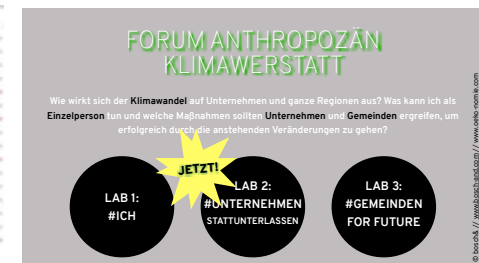 FORUM ANTHROPOZÄN
KLIMAWERSTATT
Wie wirkt sich der Klimawandel auf Unternehmen und ganze Regionen aus? Was kann ich als
Einzelperson tun und welche Maßnahmen sollten Unternehmen und Gemeinden ergreifen, um
erfolgreich durch die anstehenden Veränderungen zu gehen?
JETZT!
LAB 1:
#ICH
LAB 2:
#UNTERNEHMEN
STATTUNTERLASSEN
LAB 3:
#GEMEINDEN
FOR FUTURE
© bosch& // www.boschand.com // www.oeko-nomie.com